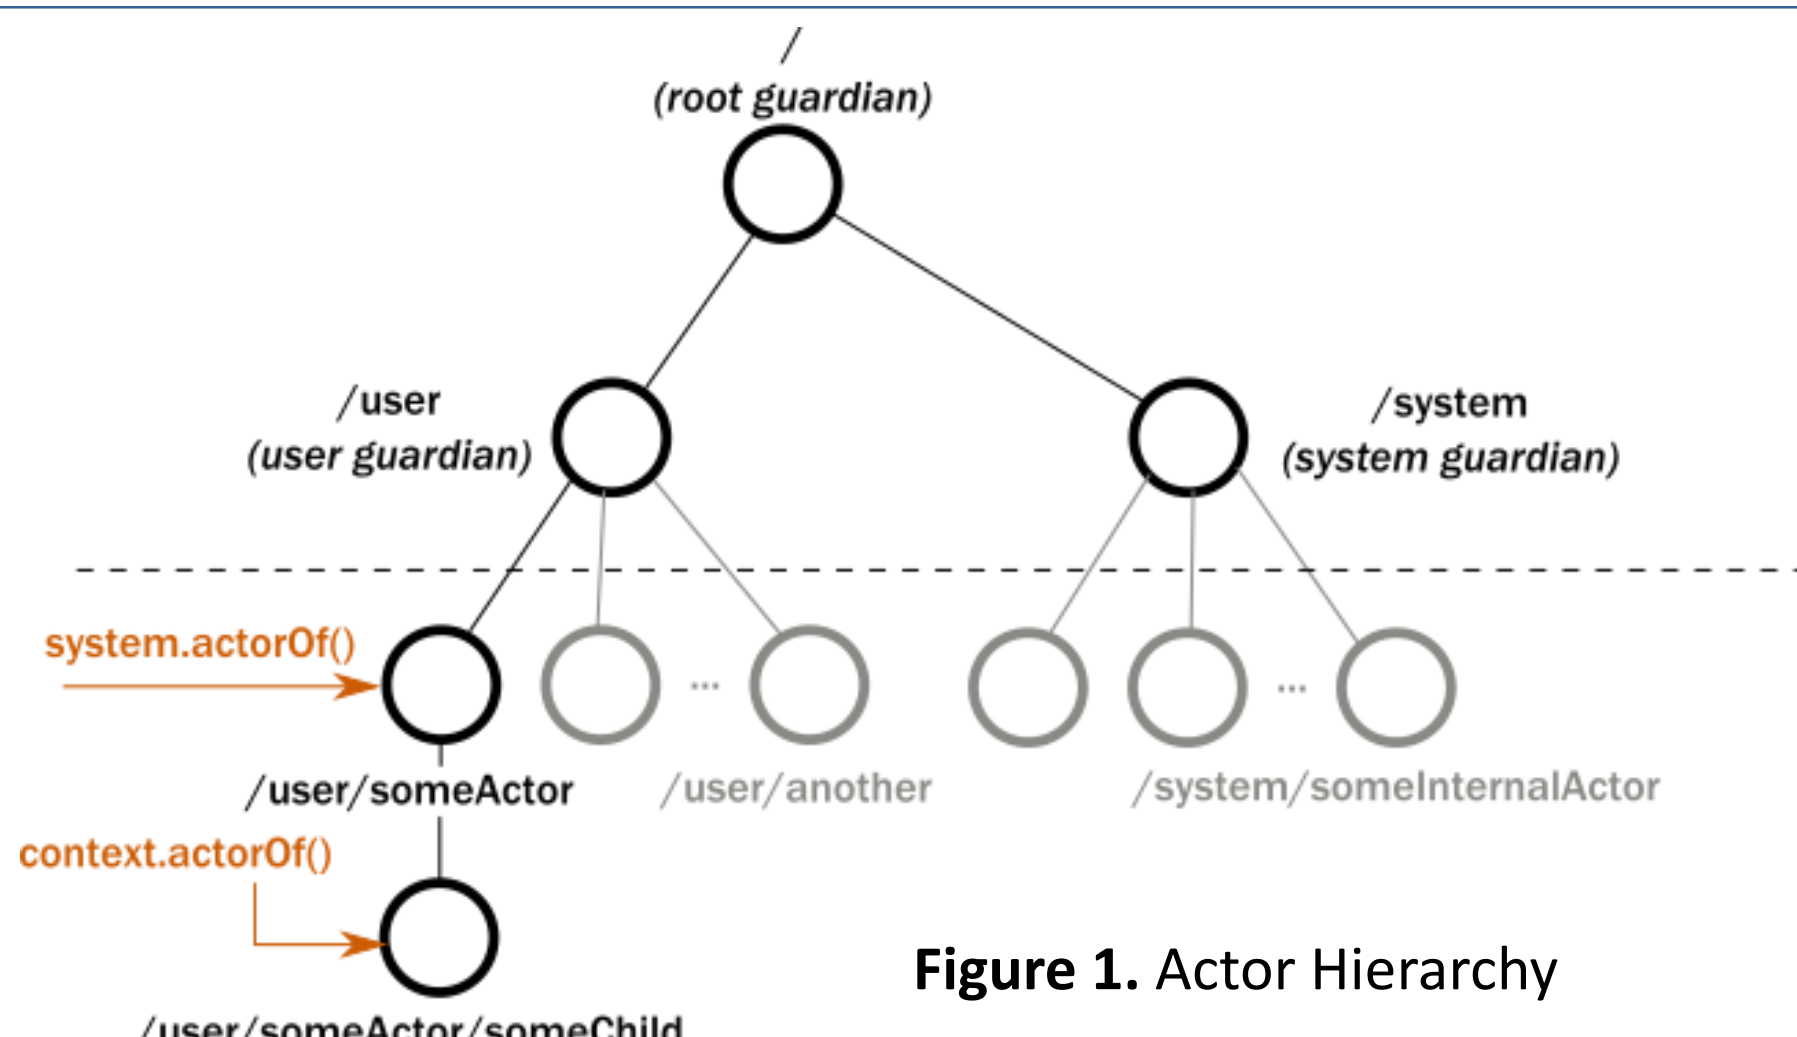 /
(root guardian)
/user
(user guardian)
/system
(system guardian)
system.actorOf()
...
...
/user/someActor
/user/another
/system/someInternalActor
context.actorOf()
/user/someActor/someChild
Figure 1. Actor Hierarchy